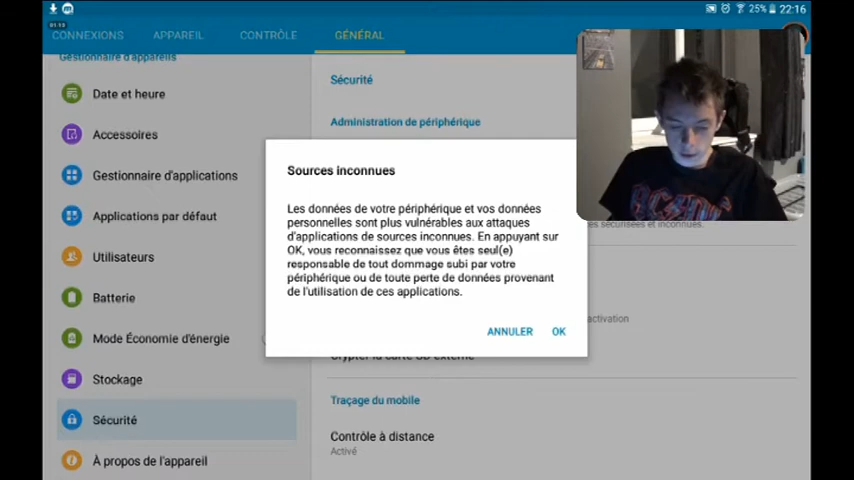 25% 22:16
01:10
CONNEXIONS APPAREIL CONTRÔLE GÉNÉRAL
Gestionnaire d'appareils
Date et heure
Accessoires
Gestionnaire d'applications
Applications par défaut
Utilisateurs
Batterie
Mode Économie d'énergie
Stockage
Sécurité
À propos de l'appareil
Sécurité
Administration de périphérique
sécurisées et inconnues.
Sources inconnues
Les données de votre périphérique et vos données
personnelles sont plus vulnérables aux attaques
d'applications de sources inconnues. En appuyant sur
OK, vous reconnaissez que vous êtes seul(e)
responsable de tout dommage subi par votre
périphérique ou de toute perte de données provenant
de l'utilisation de ces applications.
ANNULER OK
activation
Crypter la carte SD externe
Traçage du mobile
Contrôle à distance
Activé